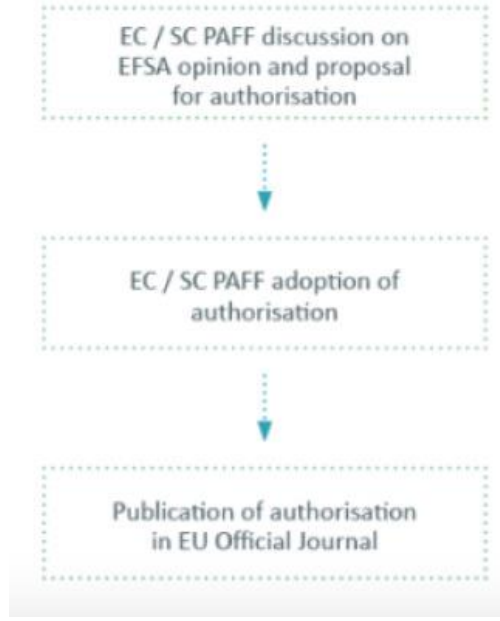 EC / SC PAFF discussion on
EFSA opinion and proposal
for authorisation
EC / SC PAFF adoption of
authorisation
Publication of authorisation
in EU Official Journal